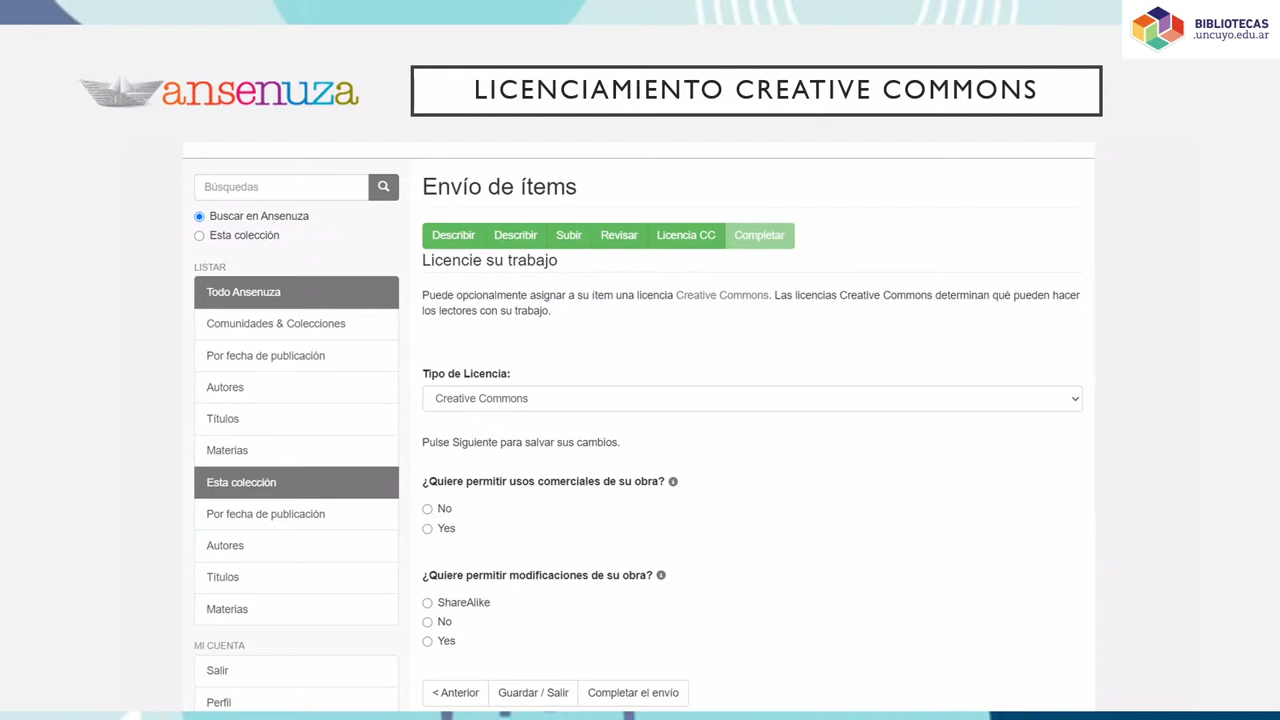 BIBLIOTECAS
.uncuyo.edu.ar
ansenuza
LICENCIAMIENTO CREATIVE COMMONS
Búsquedas
Buscar en Ansenuza
Esta colección
LISTAR
Todo Ansenuza
Comunidades & Colecciones
Por fecha de publicación
Autores
Títulos
Materias
Esta colección
Por fecha de publicación
Autores
Títulos
Materias
MI CUENTA
Salir
Perfil
Envío de ítems
Describir Describir Subir Revisar Licencia CC Completar
Licencie su trabajo
Puede opcionalmente asignar a su ítem una licencia Creative Commons. Las licencias Creative Commons determinan qué pueden hacer
los lectores con su trabajo.
Tipo de Licencia:
Creative Commons
Pulse Siguiente para salvar sus cambios.
¿Quiere permitir usos comerciales de su obra?
No
Yes
¿Quiere permitir modificaciones de su obra?
ShareAlike
No
Yes
< Anterior Guardar / Salir Completar el envío